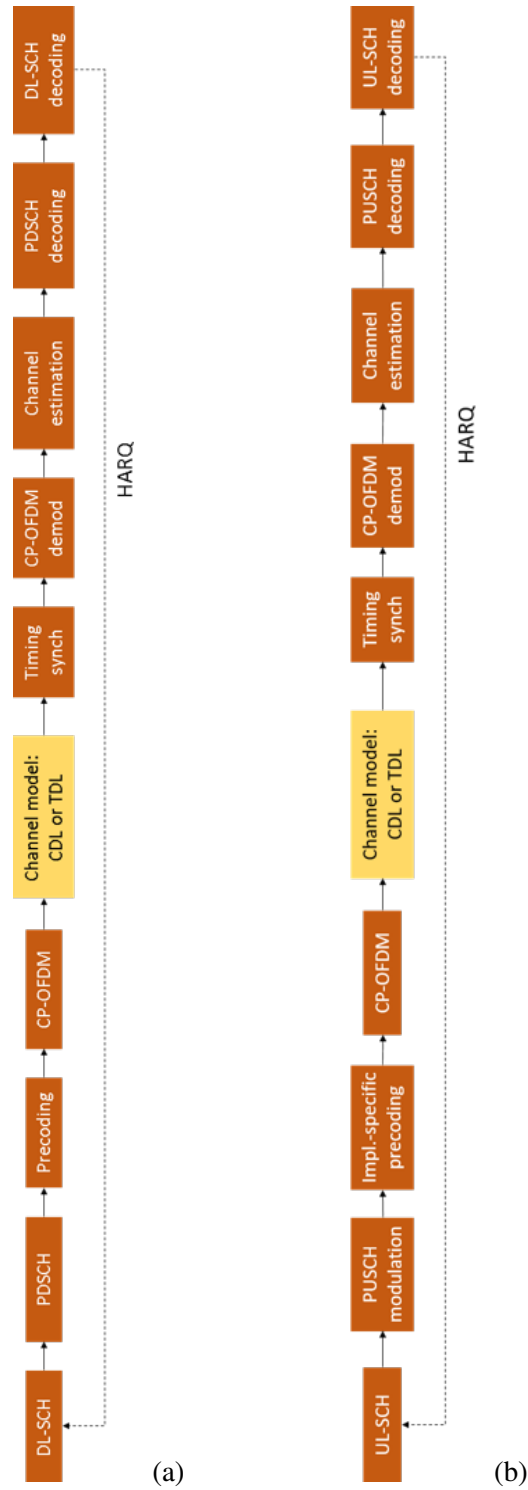 DL-SCH
PDSCH
Precoding
CP-OFDM
Channel model:
CDL or TDL
Timing
synch
CP-OFDM
demod
Channel
estimation
PDSCH
decoding
DL-SCH
decoding
HARQ
(a)
UL-SCH
PUSCH
modulation
Impl.-specific
precoding
CP-OFDM
Channel model:
CDL or TDL
Timing
synch
CP-OFDM
demod
Channel
estimation
PUSCH
decoding
UL-SCH
decoding
HARQ
(b)